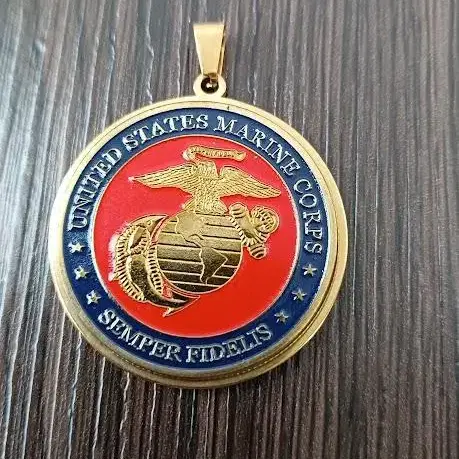 UNITED STATES MARINE CORPS
SEMPER FIDELIS